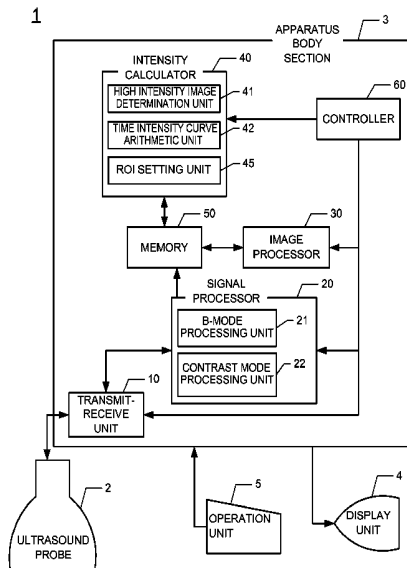 1
3
APPARATUS
BODY
SECTION
INTENSITY
CALCULATOR
40
HIGH INTENSITY IMAGE
DETERMINATION UNIT
41
TIME INTENSITY CURVE
ARITHMETIC UNIT
42
ROI SETTING UNIT
45
60
CONTROLLER
50
MEMORY
30
IMAGE
PROCESSOR
20
SIGNAL
PROCESSOR
B-MODE
PROCESSING UNIT
21
CONTRAST MODE
PROCESSING UNIT
22
10
TRANSMIT-
RECEIVE
UNIT
2
ULTRASOUND
PROBE
5
OPERATION
UNIT
4
DISPLAY
UNIT